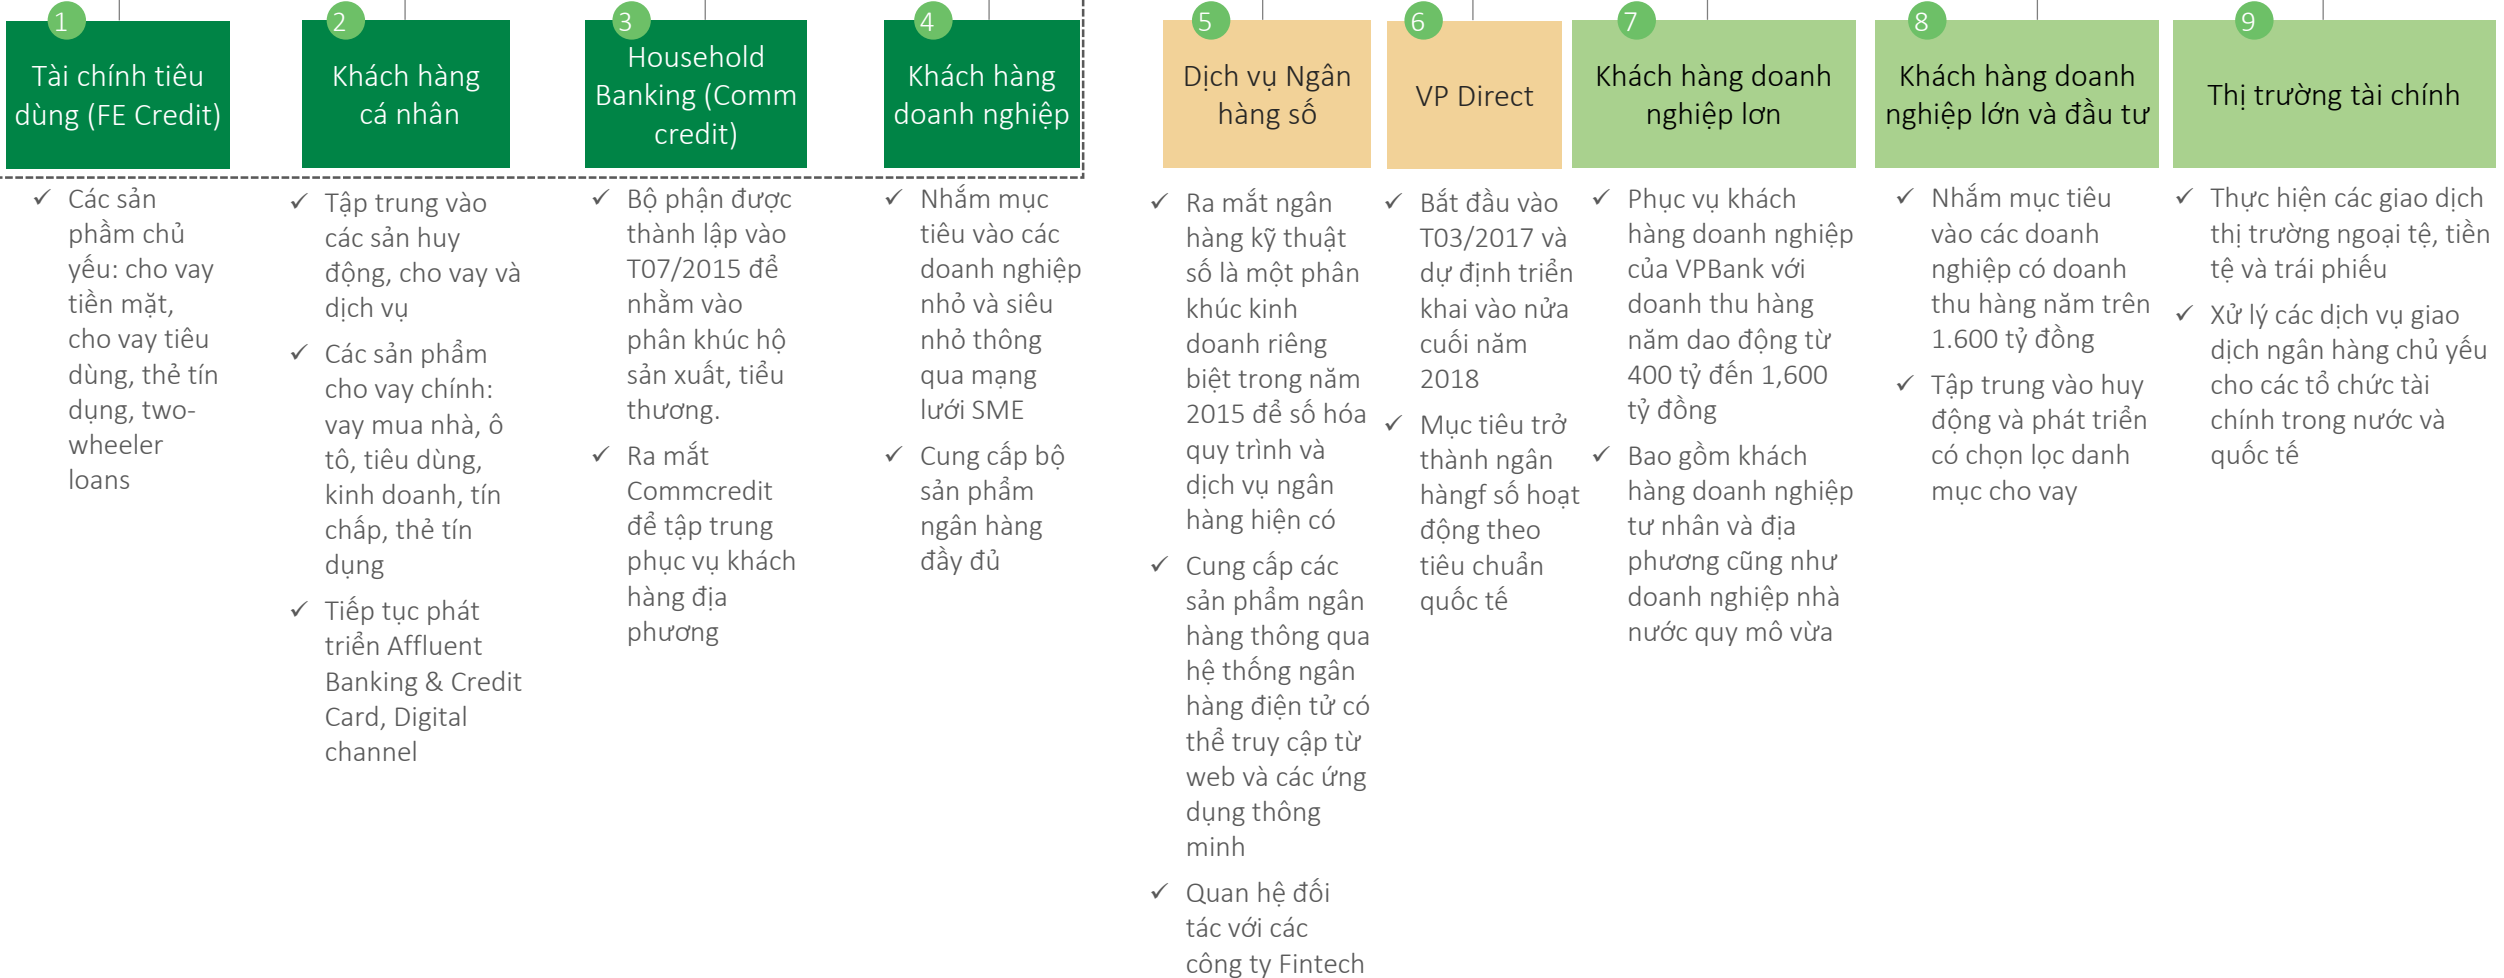 1
Tài chính tiêu
dùng (FE Credit)
✓ Các sản
phầm chủ
yếu: cho vay
tiền mặt,
cho vay tiêu
dùng, thẻ tín
dụng, two-
wheeler
loans
2
Khách hàng
cá nhân
✓ Tập trung vào
các sản huy
động, cho vay và
dịch vụ
✓ Các sản phẩm
cho vay chính:
vay mua nhà, ô
tô, tiêu dùng,
kinh doanh, tín
chấp, thẻ tín
dụng
✓ Tiếp tục phát
triển Affluent
Banking & Credit
Card, Digital
channel
3
Household
Banking (Comm
credit)
✓ Bộ phận được
thành lập vào
T07/2015 để
nhằm vào
phân khúc hộ
sản xuất, tiểu
thương.
✓ Ra mắt
Commcredit
để tập trung
phục vụ khách
hàng địa
phương
4
Khách hàng
doanh nghiệp
✓ Nhắm mục
tiêu vào các
doanh nghiệp
nhỏ và siêu
nhỏ thông
qua mạng
lưới SME
✓ Cung cấp bộ
sản phẩm
ngân hàng
đầy đủ
5
Dịch vụ Ngân
hàng số
✓ Ra mắt ngân
hàng kỹ thuật
số là một phân
khúc kinh
doanh riêng
biệt trong năm
2015 để số hóa
quy trình và
dịch vụ ngân
hàng hiện có
✓ Cung cấp các
sản phẩm ngân
hàng thông qua
hệ thống ngân
hàng điện tử có
thể truy cập từ
web và các ứng
dụng thông
minh
✓ Quan hệ đối
tác với các
công ty Fintech
6
VP Direct
✓ Bắt đầu vào
T03/2017 và
dự định triển
khai vào nửa
cuối năm
2018
✓ Mục tiêu trở
thành ngân
hàngf số hoạt
động theo
tiêu chuẩn
quốc tế
7
Khách hàng doanh
nghiệp lơn
✓ Phục vụ khách
hàng doanh nghiệp
của VPBank với
doanh thu hàng
năm dao động từ
400 tỷ đến 1,600
tỷ đồng
✓ Bao gồm khách
hàng doanh nghiệp
tư nhân và địa
phương cũng như
doanh nghiệp nhà
nước quy mô vừa
8
Khách hàng doanh
nghiệp lớn và đầu tư
✓ Nhắm mục tiêu
vào các doanh
nghiệp có doanh
thu hàng năm trên
1.600 tỷ đồng
✓ Tập trung vào huy
động và phát triển
có chọn lọc danh
mục cho vay
9
Thị trường tài chính
✓ Thực hiện các giao dịch
thị trường ngoại tệ, tiền
tệ và trái phiếu
✓ Xử lý các dịch vụ giao
dịch ngân hàng chủ yếu
cho các tổ chức tài
chính trong nước và
quốc tế